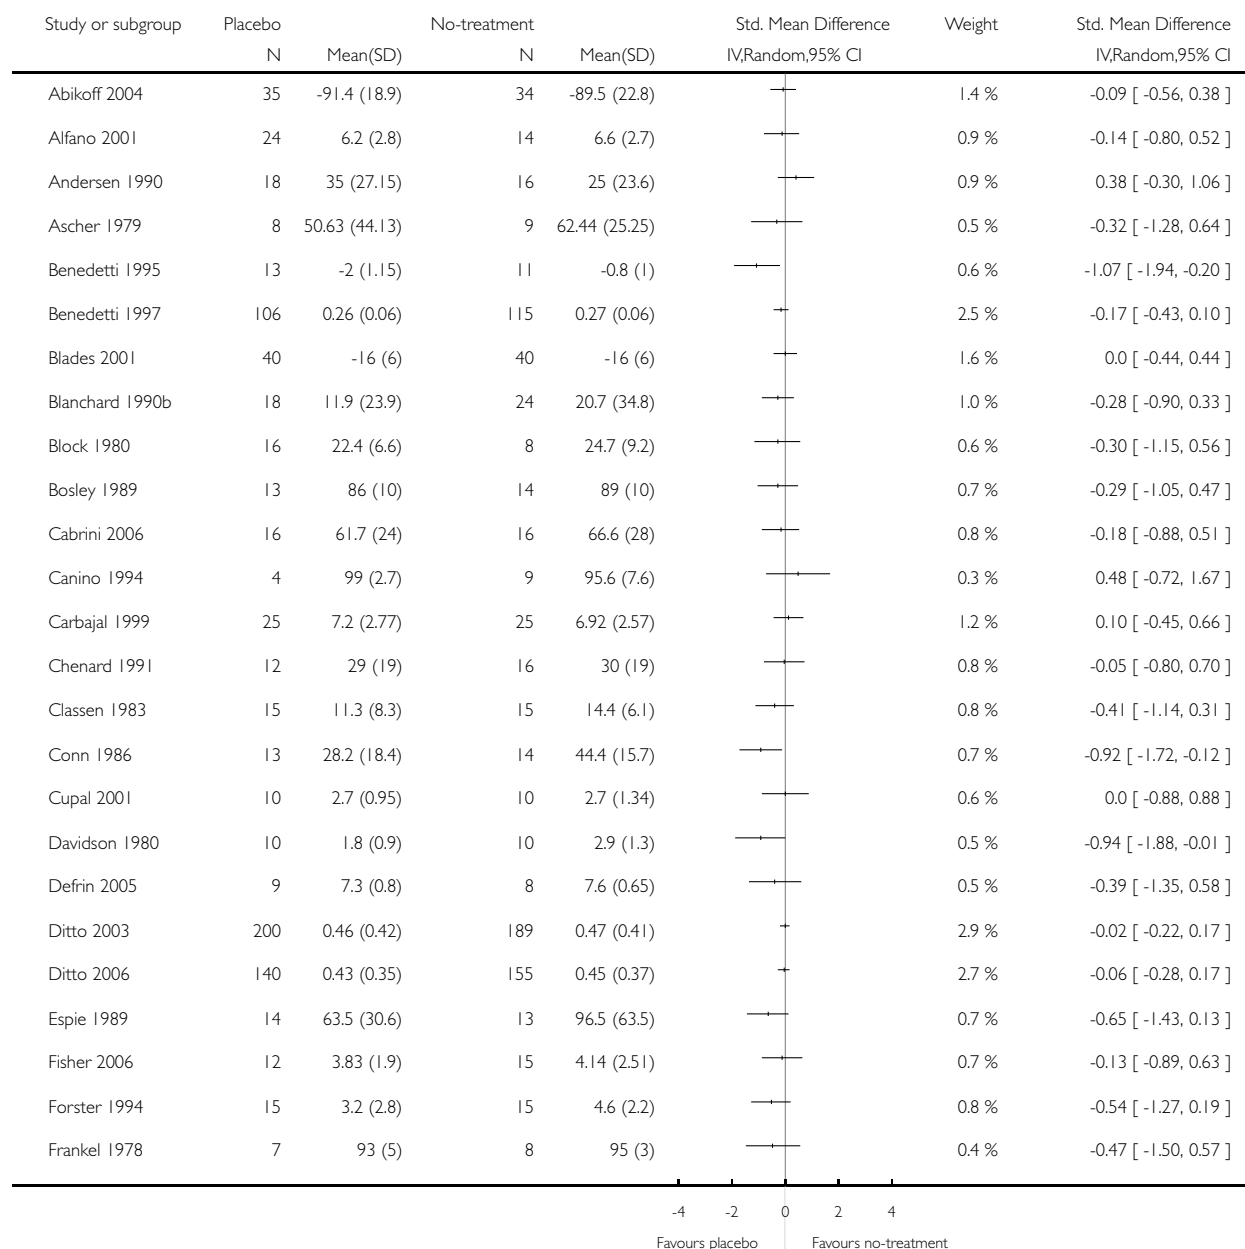 Study or subgroup Placebo No-treatment Std. Mean Difference Weight Std. Mean Difference
N Mean(SD) N Mean(SD) IV,Random,95% CI IV,Random,95% CI
Abikoff 2004 35 -91.4 (18.9) 34 -89.5 (22.8) 1.4 % -0.09 [ -0.56, 0.38 ]
Alfano 2001 24 6.2 (2.8) 14 6.6 (2.7) 0.9 % -0.14 [ -0.80, 0.52 ]
Andersen 1990 18 35 (27.15) 16 25 (23.6) 0.9 % 0.38 [ -0.30, 1.06 ]
Ascher 1979 8 50.63 (44.13) 9 62.44 (25.25) 0.5 % -0.32 [ -1.28, 0.64 ]
Benedetti 1995 13 -2 (1.15) 11 -0.8 (1) 0.6 % -1.07 [ -1.94, -0.20 ]
Benedetti 1997 106 0.26 (0.06) 115 0.27 (0.06) 2.5 % -0.17 [ -0.43, 0.10 ]
Blades 2001 40 -16 (6) 40 -16 (6) 1.6 % 0.0 [ -0.44, 0.44 ]
Blanchard 1990b 18 11.9 (23.9) 24 20.7 (34.8) 1.0 % -0.28 [ -0.90, 0.33 ]
Block 1980 16 22.4 (6.6) 8 24.7 (9.2) 0.6 % -0.30 [ -1.15, 0.56 ]
Bosley 1989 13 86 (10) 14 89 (10) 0.7 % -0.29 [ -1.05, 0.47 ]
Cabrini 2006 16 61.7 (24) 16 66.6 (28) 0.8 % -0.18 [ -0.88, 0.51 ]
Canino 1994 4 99 (2.7) 9 95.6 (7.6) 0.3 % 0.48 [ -0.72, 1.67 ]
Carbajal 1999 25 7.2 (2.77) 25 6.92 (2.57) 1.2 % 0.10 [ -0.45, 0.66 ]
Chenard 1991 12 29 (19) 16 30 (19) 0.8 % -0.05 [ -0.80, 0.70 ]
Classen 1983 15 11.3 (8.3) 15 14.4 (6.1) 0.8 % -0.41 [ -1.14, 0.31 ]
Conn 1986 13 28.2 (18.4) 14 44.4 (15.7) 0.7 % -0.92 [ -1.72, -0.12 ]
Cupal 2001 10 2.7 (0.95) 10 2.7 (1.34) 0.6 % 0.0 [ -0.88, 0.88 ]
Davidson 1980 10 1.8 (0.9) 10 2.9 (1.3) 0.5 % -0.94 [ -1.88, -0.01 ]
Defrin 2005 9 7.3 (0.8) 8 7.6 (0.65) 0.5 % -0.39 [ -1.35, 0.58 ]
Ditto 2003 200 0.46 (0.42) 189 0.47 (0.41) 2.9 % -0.02 [ -0.22, 0.17 ]
Ditto 2006 140 0.43 (0.35) 155 0.45 (0.37) 2.7 % -0.06 [ -0.28, 0.17 ]
Espie 1989 14 63.5 (30.6) 13 96.5 (63.5) 0.7 % -0.65 [ -1.43, 0.13 ]
Fisher 2006 12 3.83 (1.9) 15 4.14 (2.51) 0.7 % -0.13 [ -0.89, 0.63 ]
Forster 1994 15 3.2 (2.8) 15 4.6 (2.2) 0.8 % -0.54 [ -1.27, 0.19 ]
Frankel 1978 7 93 (5) 8 95 (3) 0.4 % -0.47 [ -1.50, 0.57 ]
-4 -2 0 2 4
Favours placebo Favours no-treatment